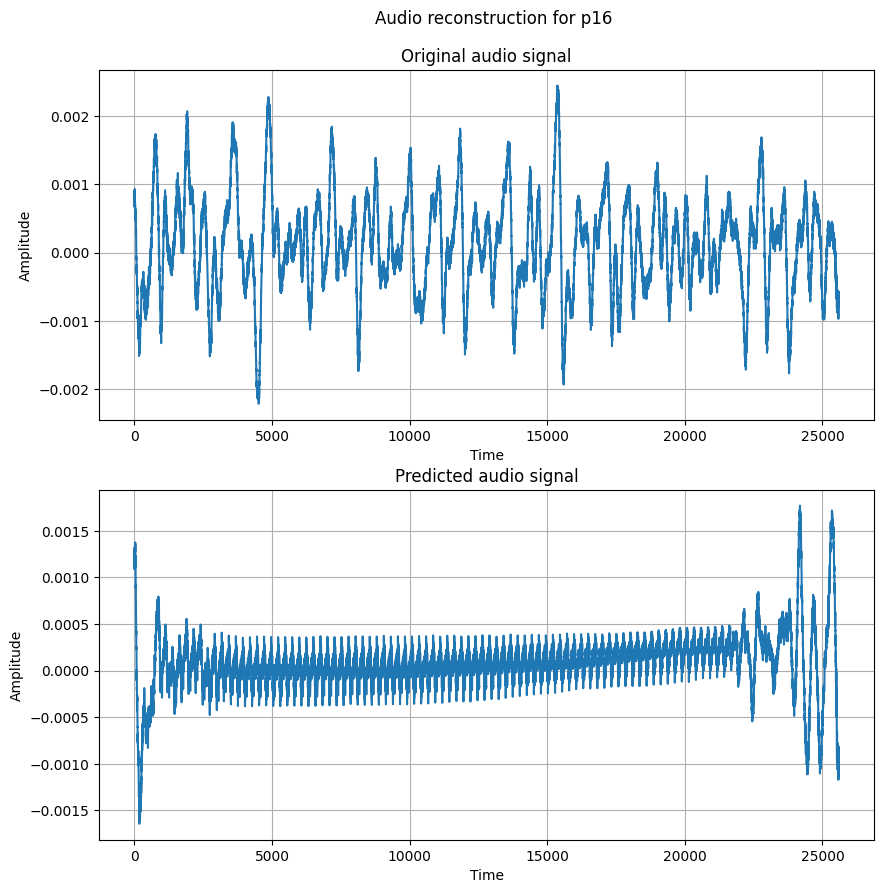 Audio reconstruction for p16
Original audio signal
0.002
0.001
0.000
−0.001
−0.002
Amplitude
0 5000 10000 15000 20000 25000
Time
Predicted audio signal
0.0015
0.0010
0.0005
0.0000
−0.0005
−0.0010
−0.0015
Amplitude
0 5000 10000 15000 20000 25000
Time